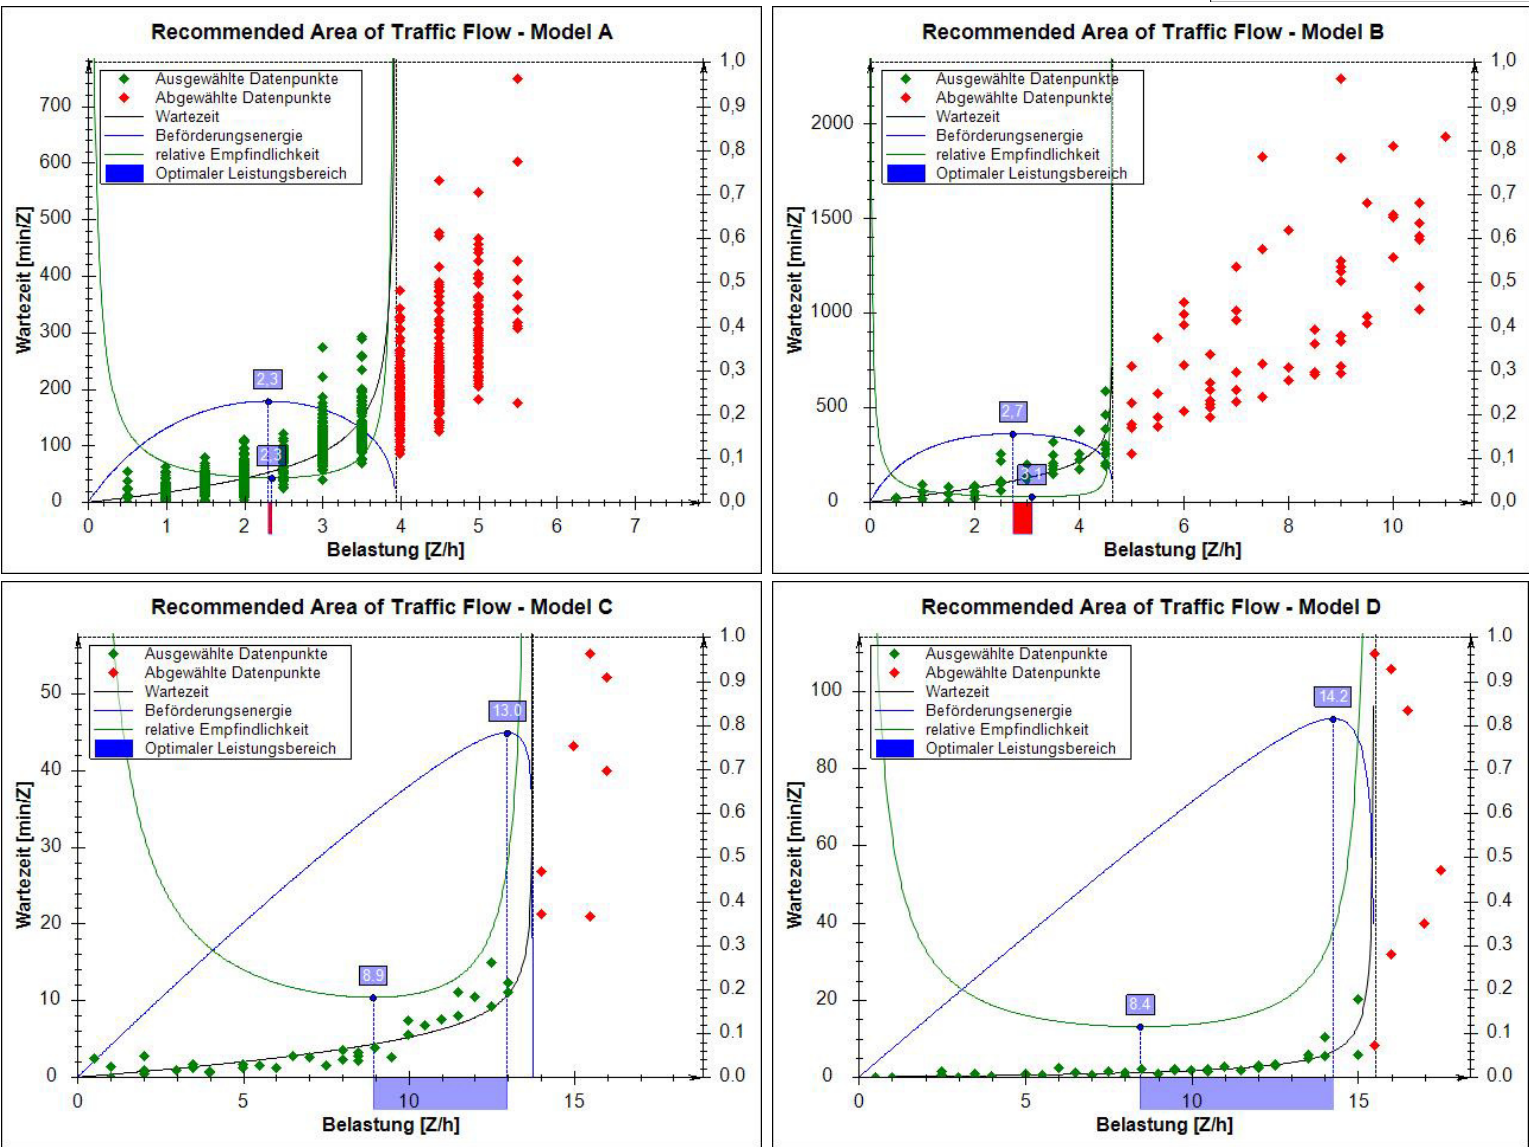 Recommended Area of Traffic Flow - Model A
Ausgewählte Datenpunkte
Abgewählte Datenpunkte
Wartezeit
Beförderungsenergie
relative Empfindlichkeit
Optimaler Leistungsbereich
Wartezeit [min/Z]
700
600
500
400
300
200
100
0
1,0
0,9
0,8
0,7
0,6
0,5
0,4
0,3
0,2
0,1
0,0
2,3
2,3
0 1 2 3 4 5 6 7
Belastung [Z/h]
Recommended Area of Traffic Flow - Model B
Ausgewählte Datenpunkte
Abgewählte Datenpunkte
Wartezeit
Beförderungsenergie
relative Empfindlichkeit
Optimaler Leistungsbereich
Wartezeit [min/Z]
2000
1500
1000
500
0
1,0
0,9
0,8
0,7
0,6
0,5
0,4
0,3
0,2
0,1
0,0
2,7
3,1
0 2 4 6 8 10
Belastung [Z/h]
Recommended Area of Traffic Flow - Model C
Ausgewählte Datenpunkte
Abgewählte Datenpunkte
Wartezeit
Beförderungsenergie
relative Empfindlichkeit
Optimaler Leistungsbereich
Wartezeit [min/Z]
50
40
30
20
10
0
1.0
0.9
0.8
0.7
0.6
0.5
0.4
0.3
0.2
0.1
0.0
13.0
8.9
0 5 10 15
Belastung [Z/h]
Recommended Area of Traffic Flow - Model D
Ausgewählte Datenpunkte
Abgewählte Datenpunkte
Wartezeit
Beförderungsenergie
relative Empfindlichkeit
Optimaler Leistungsbereich
Wartezeit [min/Z]
100
80
60
40
20
0
1.0
0.9
0.8
0.7
0.6
0.5
0.4
0.3
0.2
0.1
0.0
14.2
8.4
0 5 10 15
Belastung [Z/h]